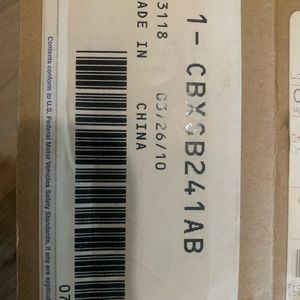 1- CBXSB241AB
3118 03/26/10
MADE IN CHINA
07
Contents conform to U.S. Federal Motor Vehicles
Safety Standards, if any are applicable